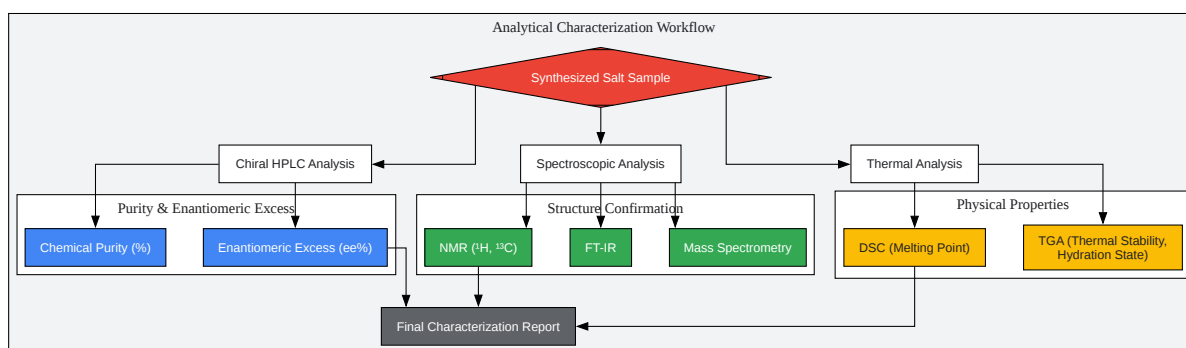 Analytical Characterization Workflow
Synthesized Salt Sample
Chiral HPLC Analysis
Spectroscopic Analysis
Thermal Analysis
Purity & Enantiomeric Excess
Structure Confirmation
Physical Properties
Chemical Purity (%)
Enantiomeric Excess (ee%)
NMR (¹H, ¹³C)
FT-IR
Mass Spectrometry
DSC (Melting Point)
TGA (Thermal Stability,
Hydration State)
Final Characterization Report